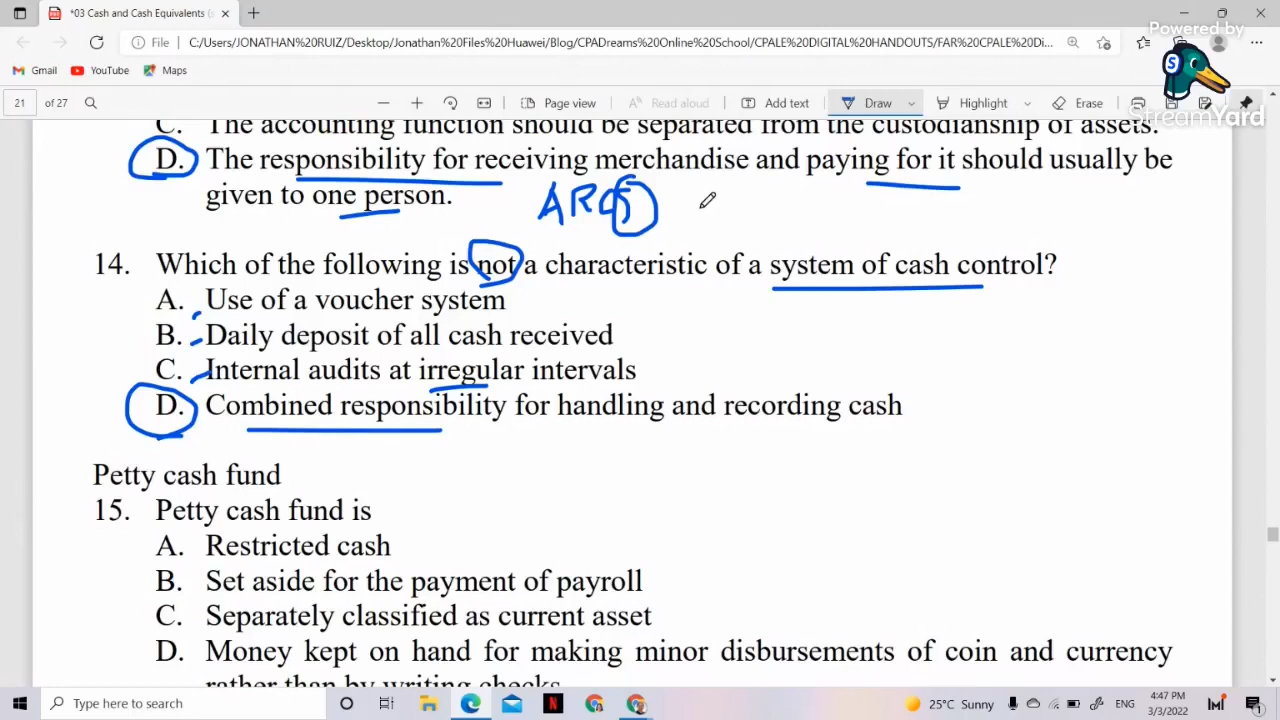 *03 Cash and Cash Equivalents (s
Powered by
File
C:/Users/JONATHAN%20RUIZ/Desktop/Jonathan%20File/Huawei/Blog/CPADreams%20Online%20School/CPALE%20DIGITAL%20HANDOUTS/FAR%20CPALE%20Di...
StreamYard
Gmail
YouTube
Maps
21 of 27
Page view
Read aloud
Add text
Draw
Highlight
Erase
C. The accounting function should be separated from the custodianship of assets.
D. The responsibility for receiving merchandise and paying for it should usually be
given to one person.
14. Which of the following is not a characteristic of a system of cash control?
A. Use of a voucher system
B. Daily deposit of all cash received
C. Internal audits at irregular intervals
D. Combined responsibility for handling and recording cash
Petty cash fund
15. Petty cash fund is
A. Restricted cash
B. Set aside for the payment of payroll
C. Separately classified as current asset
D. Money kept on hand for making minor disbursements of coin and currency
rather than by writing checks
Type here to search
25°C Sunny
ENG
4:47 PM
3/3/2022